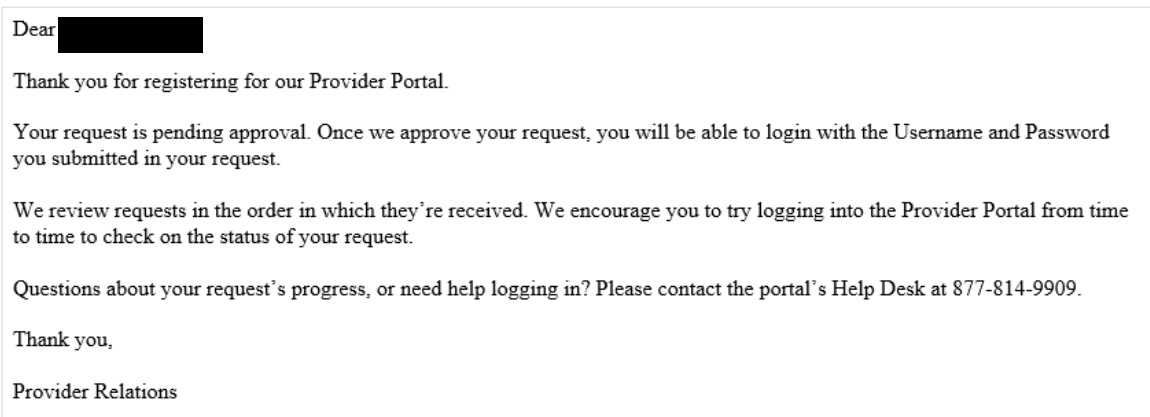 Dear
Thank you for registering for our Provider Portal.
Your request is pending approval. Once we approve your request, you will be able to login with the Username and Password
you submitted in your request.
We review requests in the order in which they’re received. We encourage you to try logging into the Provider Portal from time
to time to check on the status of your request.
Questions about your request’s progress, or need help logging in? Please contact the portal’s Help Desk at 877-814-9909.
Thank you,
Provider Relations